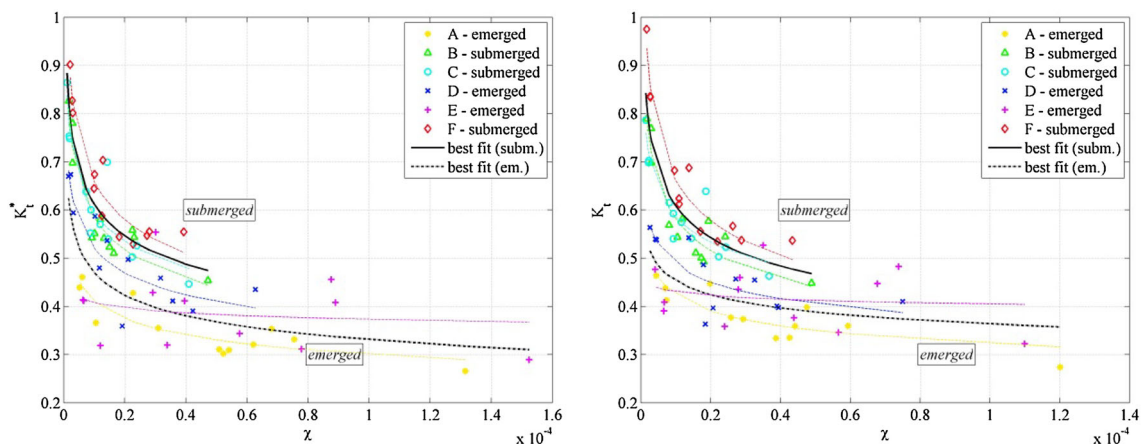 1
0.9
0.8
0.7
0.6
0.5
0.4
0.3
0.2
K*t
0 0.2 0.4 0.6 0.8 1 1.2 1.4 1.6
χ
x 10-4
A - emerged
B - submerged
C - submerged
D - emerged
E - emerged
F - submerged
best fit (subm.)
best fit (em.)
submerged
emerged
1
0.9
0.8
0.7
0.6
0.5
0.4
0.3
0.2
Kt
0 0.2 0.4 0.6 0.8 1 1.2 1.4
χ
x 10-4
A - emerged
B - submerged
C - submerged
D - emerged
E - emerged
F - submerged
best fit (subm.)
best fit (em.)
submerged
emerged